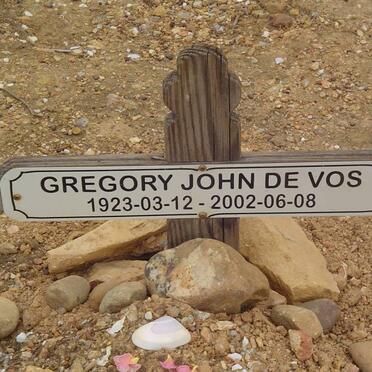 GREGORY JOHN DE VOS
1923-03-12 - 2002-06-08